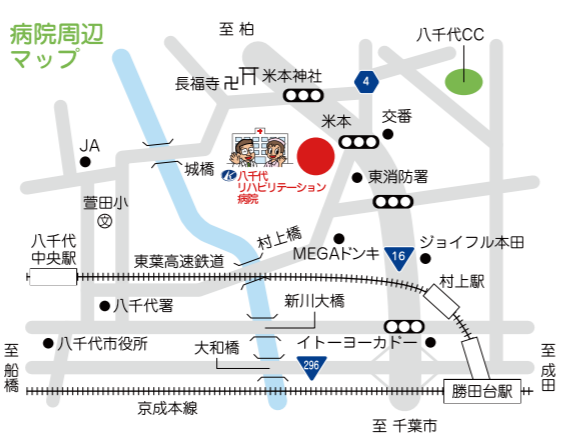 病院周辺
マップ
至 柏
八千代CC
長福寺
米本神社
4
米本
交番
JA
城橋
八千代
リハビリテーション
病院
東消防署
萱田小
文
村上橋
MEGAドンキ
16
ジョイフル本田
八千代
中央駅
東葉高速鉄道
村上駅
八千代署
新川大橋
八千代市役所
大和橋
イトーヨーカドー
296
至船橋
至成田
勝田台駅
京成本線
至 千葉市